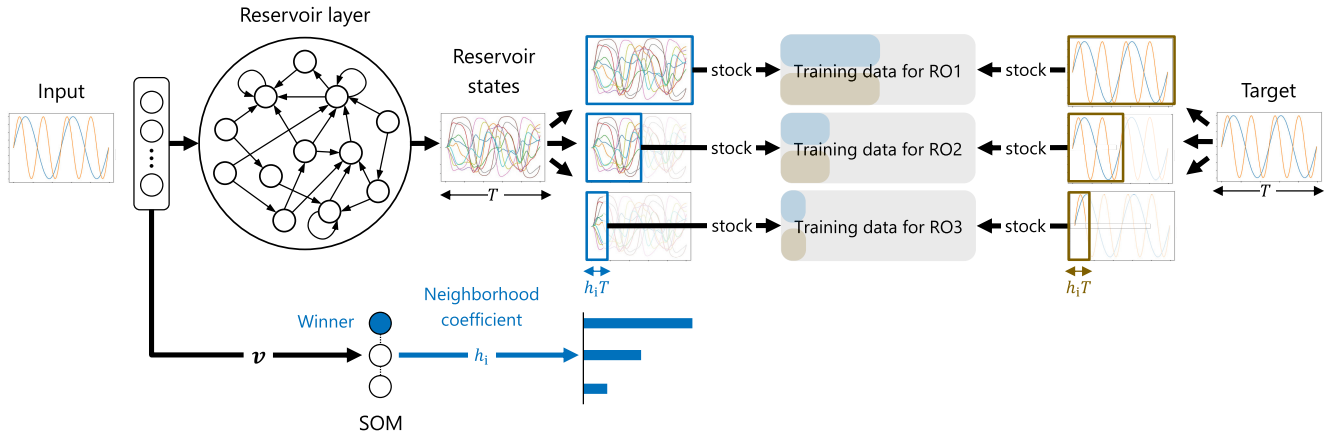 Reservoir layer
Input
Reservoir
states
T
stock
Training data for RO1
stock
Target
T
stock
Training data for RO2
stock
stock
Training data for RO3
stock
hᵢT
hᵢT
Winner
Neighborhood
coefficient
v
hᵢ
SOM